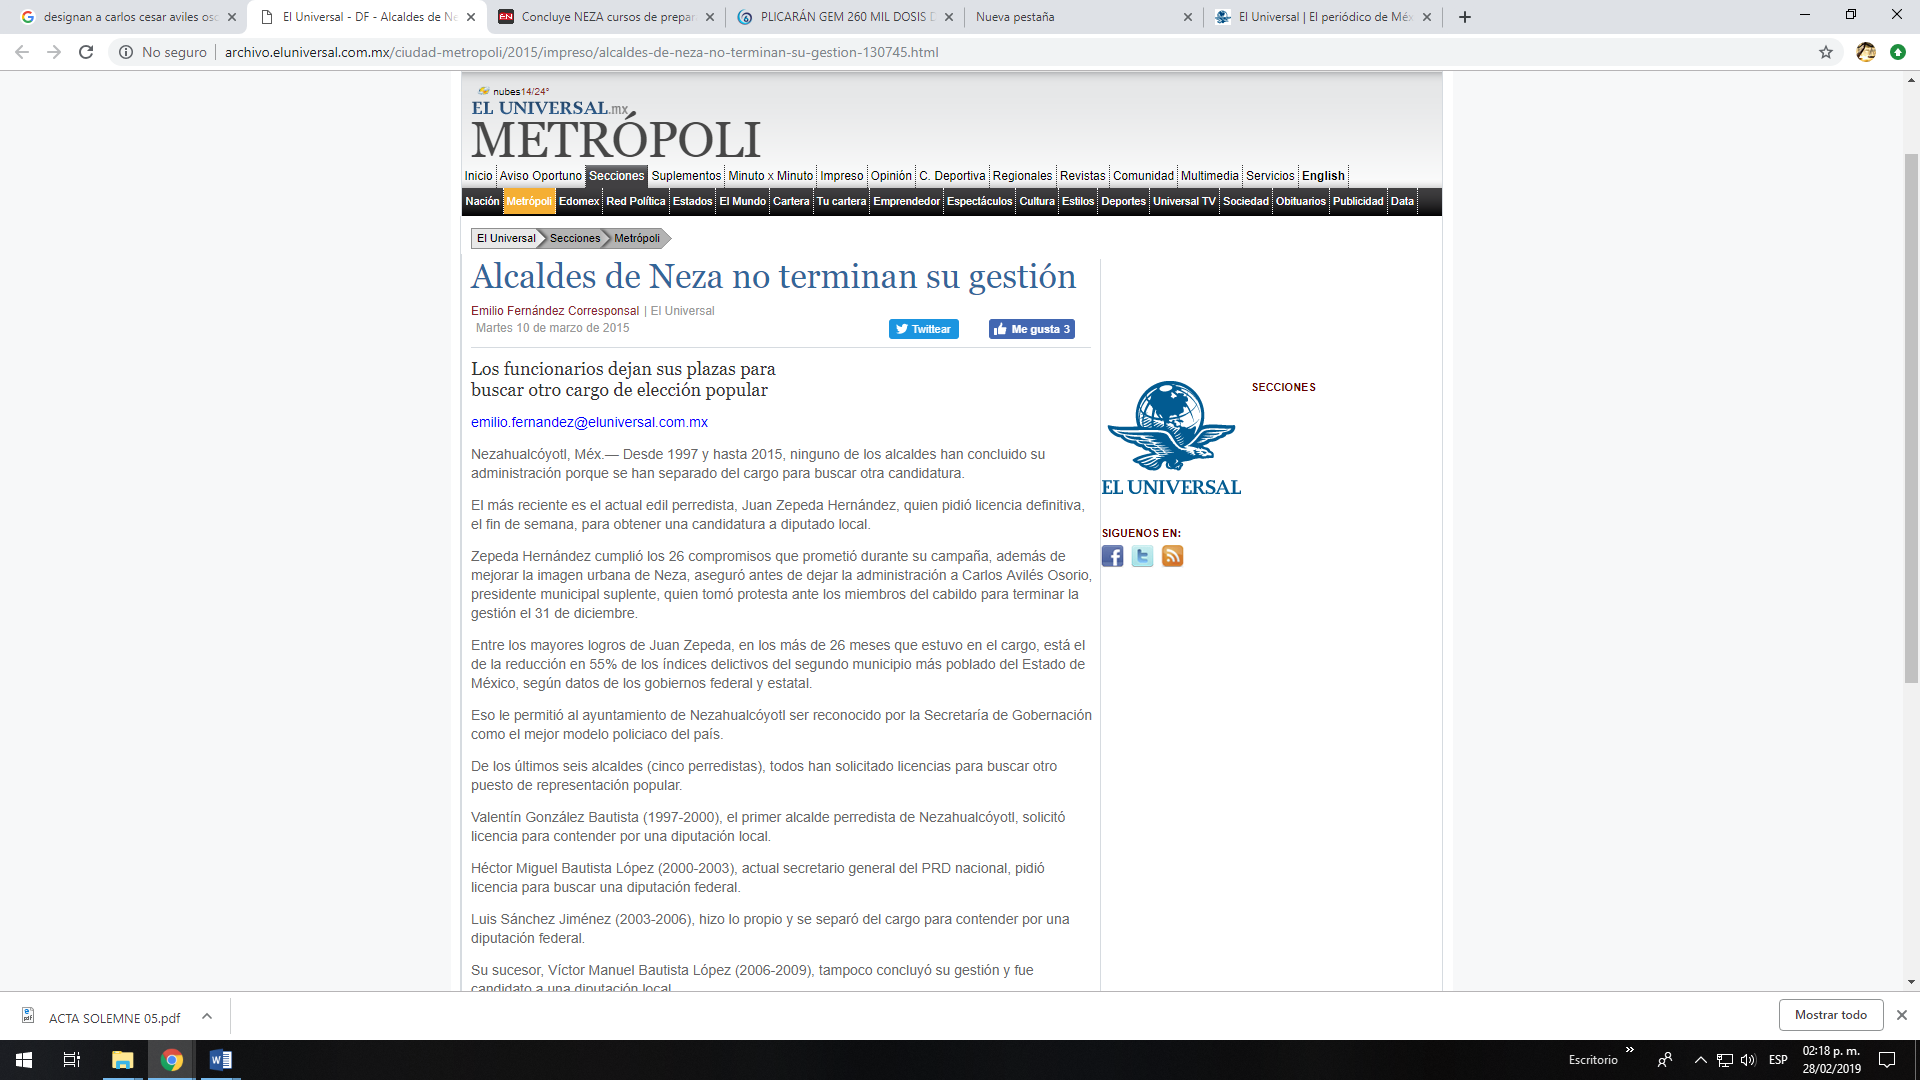 designan a carlos cesar aviles oso
El Universal - DF - Alcaldes de Ne
Concluye NEZA cursos de prepar
PLICARÁN GEM 260 MIL DOSIS D
Nueva pestaña
El Universal | El periódico de Méx
No seguro
archivo.eluniversal.com.mx/ciudad-metropoli/2015/impreso/alcaldes-de-neza-no-terminan-su-gestion-130745.html
nubes14/24°
EL UNIVERSAL.mx
METRÓPOLI
Inicio Aviso Oportuno Secciones Suplementos Minuto x Minuto Impreso Opinión C. Deportiva Regionales Revistas Comunidad Multimedia Servicios English
Nación Metrópoli Edomex Red Política Estados El Mundo Cartera Tu cartera Emprendedor Espectáculos Cultura Estilos Deportes Universal TV Sociedad Obituarios Publicidad Data
El Universal Secciones Metrópoli
Alcaldes de Neza no terminan su gestión
Emilio Fernández Corresponsal | El Universal
Martes 10 de marzo de 2015
Twittear
Me gusta 3
Los funcionarios dejan sus plazas para
buscar otro cargo de elección popular
emilio.fernandez@eluniversal.com.mx
Nezahualcóyotl, Méx.— Desde 1997 y hasta 2015, ninguno de los alcaldes han concluido su
administración porque se han separado del cargo para buscar otra candidatura.
El más reciente es el actual edil perredista, Juan Zepeda Hernández, quien pidió licencia definitiva,
el fin de semana, para obtener una candidatura a diputado local.
Zepeda Hernández cumplió los 26 compromisos que prometió durante su campaña, además de
mejorar la imagen urbana de Neza, aseguró antes de dejar la administración a Carlos Avilés Osorio,
presidente municipal suplente, quien tomó protesta ante los miembros del cabildo para terminar la
gestión el 31 de diciembre.
Entre los mayores logros de Juan Zepeda, en los más de 26 meses que estuvo en el cargo, está el
de la reducción en 55% de los índices delictivos del segundo municipio más poblado del Estado de
México, según datos de los gobiernos federal y estatal.
Eso le permitió al ayuntamiento de Nezahualcóyotl ser reconocido por la Secretaría de Gobernación
como el mejor modelo policiaco del país.
De los últimos seis alcaldes (cinco perredistas), todos han solicitado licencias para buscar otro
puesto de representación popular.
Valentín González Bautista (1997-2000), el primer alcalde perredista de Nezahualcóyotl, solicitó
licencia para contender por una diputación local.
Héctor Miguel Bautista López (2000-2003), actual secretario general del PRD nacional, pidió
licencia para buscar una diputación federal.
Luis Sánchez Jiménez (2003-2006), hizo lo propio y se separó del cargo para contender por una
diputación federal.
Su sucesor, Víctor Manuel Bautista López (2006-2009), tampoco concluyó su gestión y fue
candidato a una diputación local
EL UNIVERSAL
SECCIONES
SIGUENOS EN:
ACTA SOLEMNE 05.pdf
Mostrar todo
Escritorio
ESP
02:18 p. m.
28/02/2019